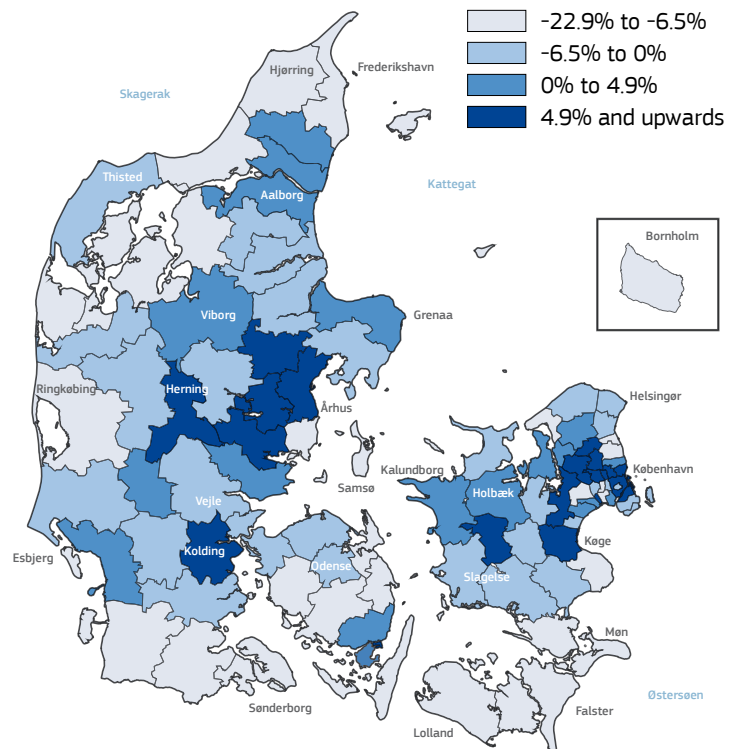 -22.9% to -6.5%
-6.5% to 0%
0% to 4.9%
4.9% and upwards
Hjørring
Frederikshavn
Skagerak
Thisted
Kattegat
Aalborg
Bornholm
Viborg
Grenaa
Ringkøbing
Herning
Århus
Helsingør
Kalundborg
København
Samsø
Holbæk
Vejle
Esbjerg
Kolding
Køge
Odense
Slagelse
Møn
Østersøen
Sønderborg
Falster
Lolland